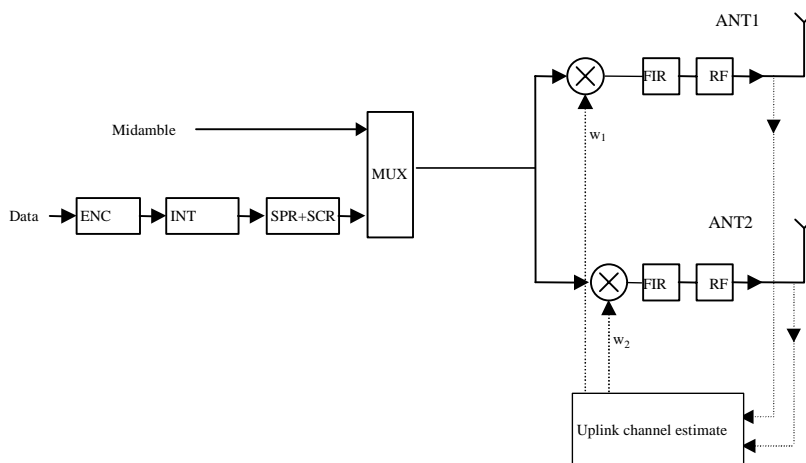 ANT1
FIR
RF
Midamble
w1
MUX
Data
ENC
INT
SPR+SCR
ANT2
FIR
RF
w2
Uplink channel estimate